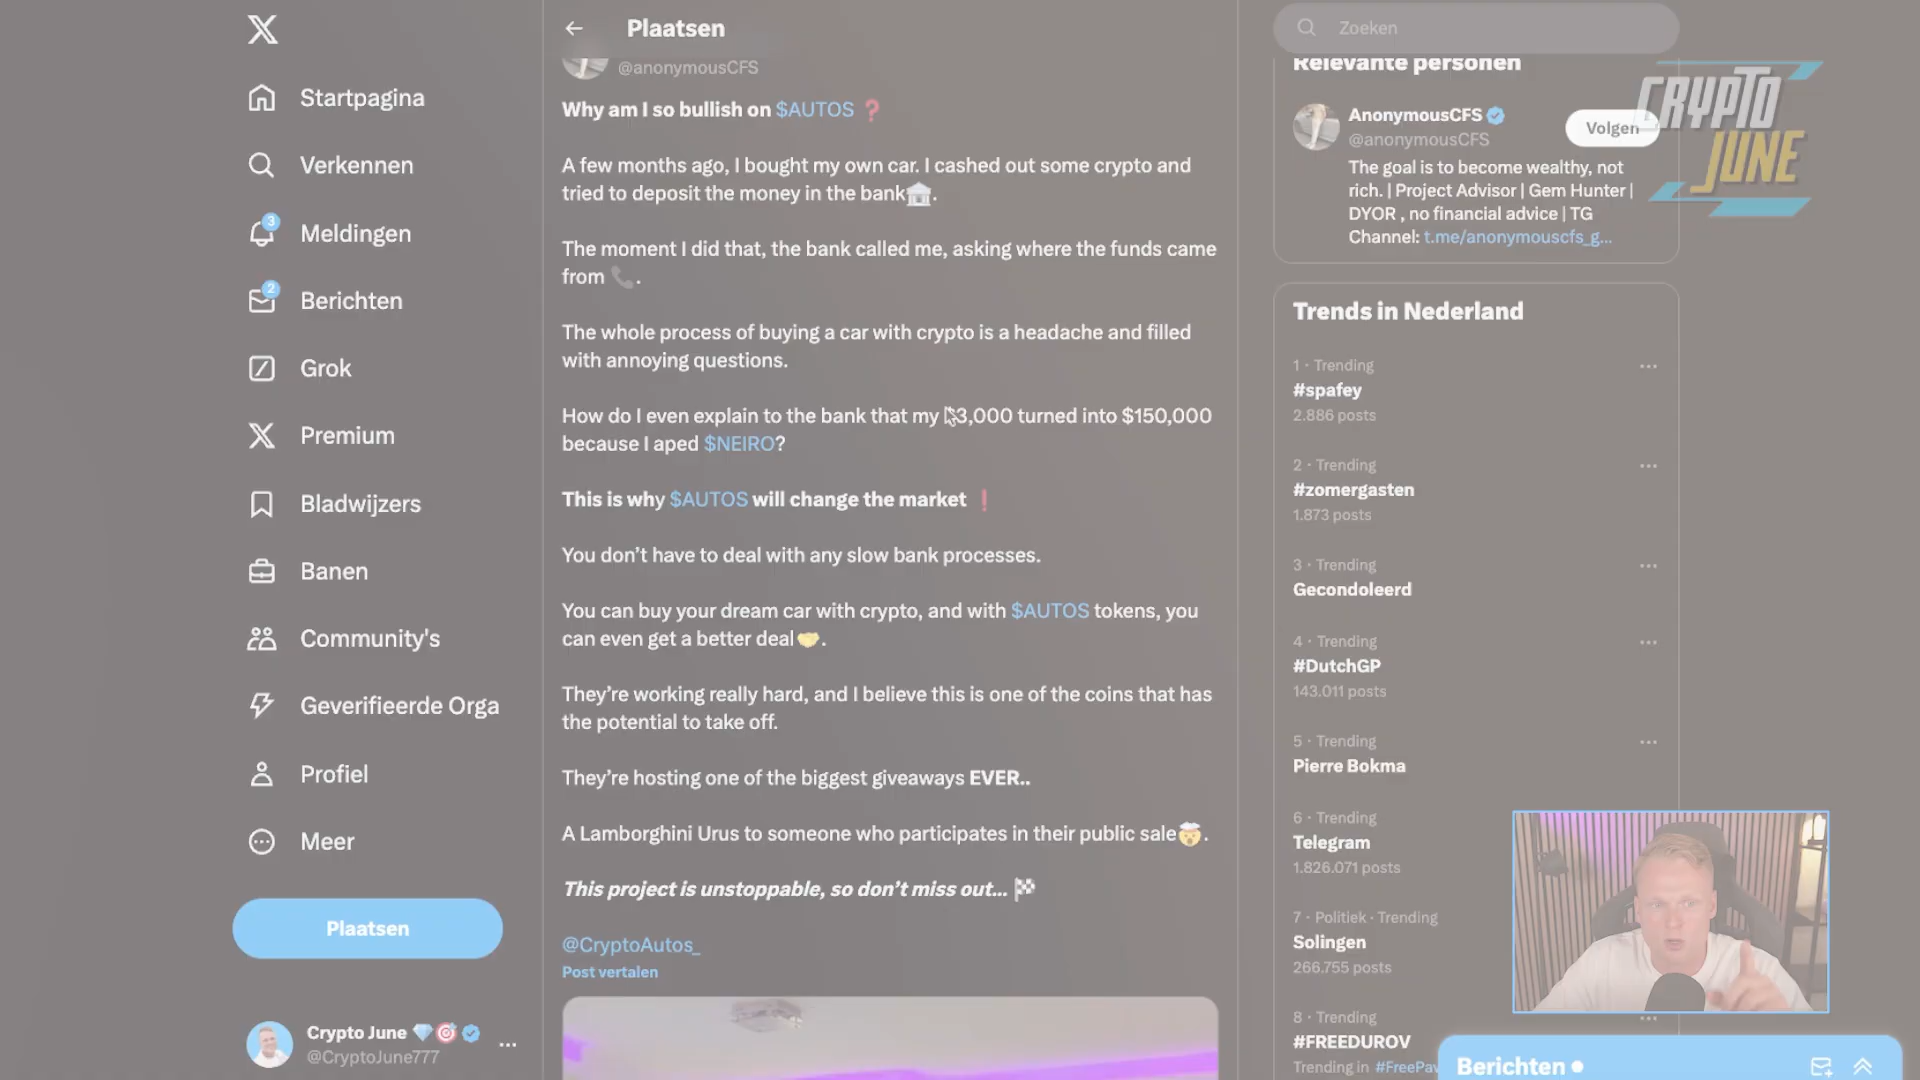 Startpagina
Verkennen
3
Meldingen
2
Berichten
Grok
Premium
Bladwijzers
Banen
Community's
Geverifieerde Orga
Profiel
Meer
Plaatsen
Crypto June
@CryptoJune777
Plaatsen
@anonymousCFS
Why am I so bullish on $AUTOS ❓
A few months ago, I bought my own car. I cashed out some crypto and
tried to deposit the money in the bank🏦.
The moment I did that, the bank called me, asking where the funds came
from 📞.
The whole process of buying a car with crypto is a headache and filled
with annoying questions.
How do I even explain to the bank that my $3,000 turned into $150,000
because I aped $NEIRO?
This is why $AUTOS will change the market ❗
You don't have to deal with any slow bank processes.
You can buy your dream car with crypto, and with $AUTOS tokens, you
can even get a better deal🤝.
They're working really hard, and I believe this is one of the coins that has
the potential to take off.
They're hosting one of the biggest giveaways EVER..
A Lamborghini Urus to someone who participates in their public sale🤯.
This project is unstoppable, so don't miss out... 🏁
@CryptoAutos_
Post vertalen
Zoeken
Relevante personen
AnonymousCFS
@anonymousCFS
Volgen
The goal is to become wealthy, not
rich. | Project Advisor | Gem Hunter |
DYOR , no financial advice | TG
Channel: t.me/anonymouscfs_g...
CRYPTO
JUNE
Trends in Nederland
1 · Trending
#spafey
2.886 posts
2 · Trending
#zomergasten
1.873 posts
3 · Trending
Gecondoleerd
4 · Trending
#DutchGP
143.011 posts
5 · Trending
Pierre Bokma
6 · Trending
Telegram
1.826.071 posts
7 · Politiek · Trending
Solingen
266.755 posts
8 · Trending
#FREEDUROV
Trending in #FreePav
Berichten